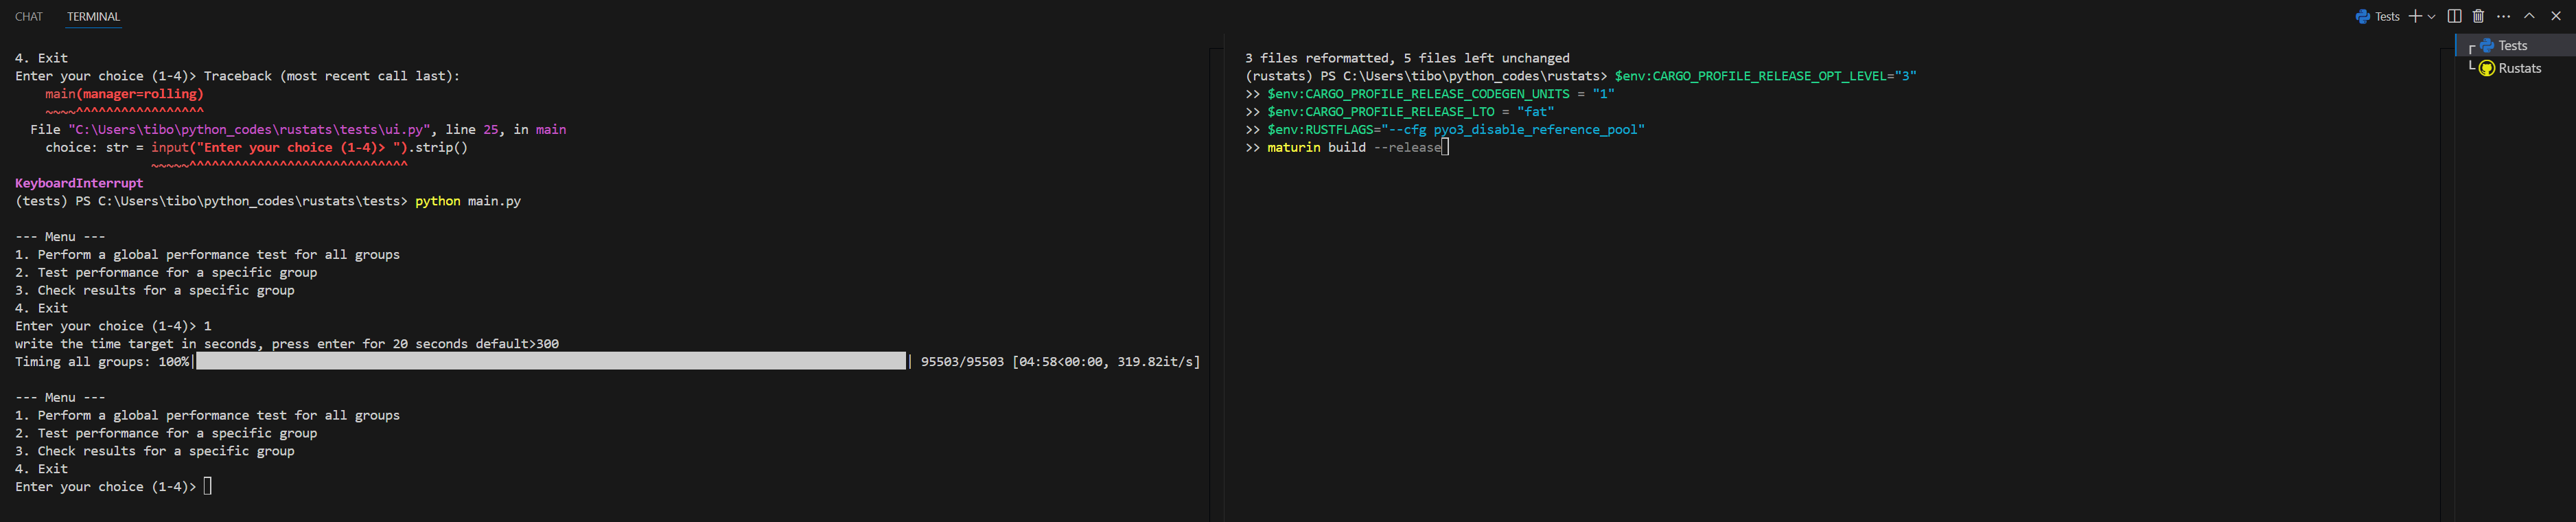 CHAT TERMINAL
Tests
4. Exit
Enter your choice (1-4)> Traceback (most recent call last):
    main(manager=rolling)
    ~~~~^^^^^^^^^^^^^^^^^
  File "C:\Users\tibo\python_codes\rustats\tests\ui.py", line 25, in main
    choice: str = input("Enter your choice (1-4)> ").strip()
                  ~~~~~^^^^^^^^^^^^^^^^^^^^^^^^^^^^^
KeyboardInterrupt
(tests) PS C:\Users\tibo\python_codes\rustats\tests> python main.py
--- Menu ---
1. Perform a global performance test for all groups
2. Test performance for a specific group
3. Check results for a specific group
4. Exit
Enter your choice (1-4)> 1
write the time target in seconds, press enter for 20 seconds default>300
Timing all groups: 100%| | 95503/95503 [04:58<00:00, 319.82it/s]
--- Menu ---
1. Perform a global performance test for all groups
2. Test performance for a specific group
3. Check results for a specific group
4. Exit
Enter your choice (1-4)>
3 files reformatted, 5 files left unchanged
(rustats) PS C:\Users\tibo\python_codes\rustats> $env:CARGO_PROFILE_RELEASE_OPT_LEVEL="3"
>> $env:CARGO_PROFILE_RELEASE_CODEGEN_UNITS = "1"
>> $env:CARGO_PROFILE_RELEASE_LTO = "fat"
>> $env:RUSTFLAGS="--cfg pyo3_disable_reference_pool"
>> maturin build --release
Tests
Rustats